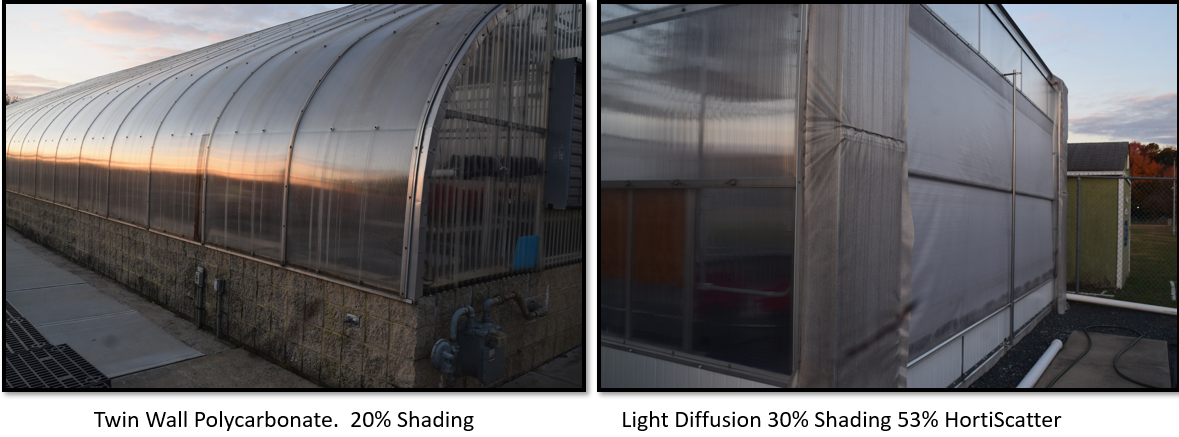 Twin Wall Polycarbonate.  20% Shading
Light Diffusion 30% Shading 53% HortiScatter